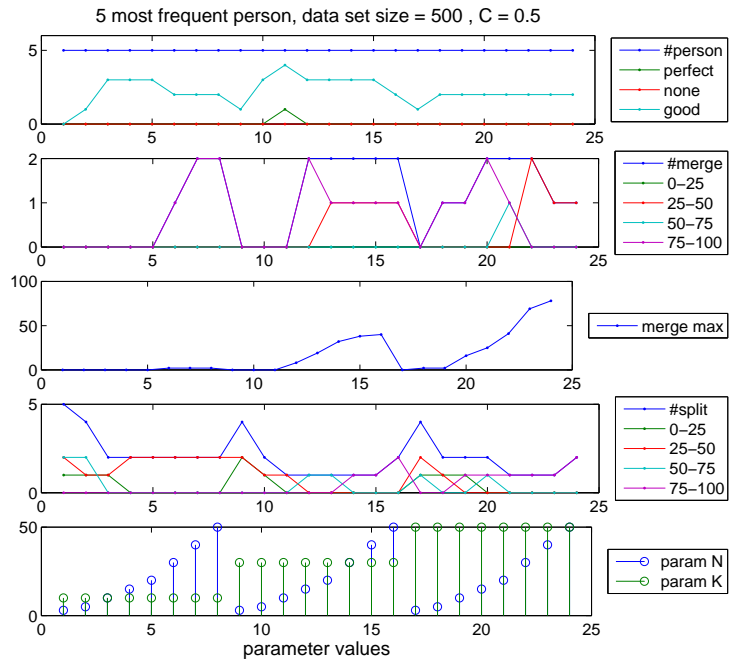 5 most frequent person, data set size = 500 , C = 0.5
5
0
0 5 10 15 20 25
#person
perfect
none
good
2
1
0
0 5 10 15 20 25
#merge
0−25
25−50
50−75
75−100
100
50
0
0 5 10 15 20 25
merge max
5
0
0 5 10 15 20 25
#split
0−25
25−50
50−75
75−100
50
0
0 5 10 15 20 25
param N
param K
parameter values